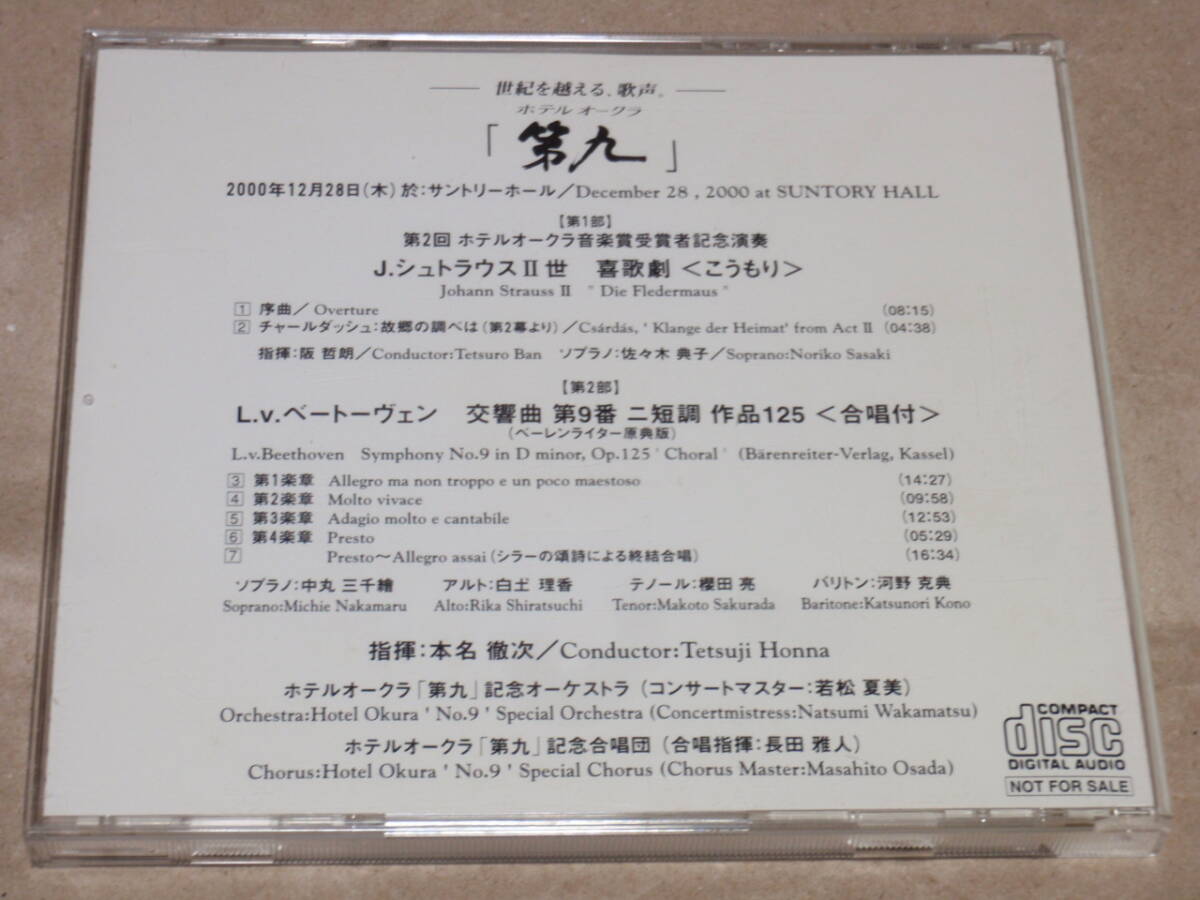 世紀を越える、歌声。
ホテルオークラ
「第九」
2000年12月28日(木)於:サントリーホール/December 28 , 2000 at SUNTORY HALL
【第1部】
第2回 ホテルオークラ音楽賞受賞者記念演奏
J.シュトラウスⅡ世 喜歌劇 <こうもり>
Johann Strauss II " Die Fledermaus "
1 序曲/Overture (08:15)
2 チャールダッシュ:故郷の調べは(第2幕より)/Csárdás, ' Klange der Heimat' from Act II (04:38)
指揮:阪 哲朗/Conductor:Tetsuro Ban ソプラノ:佐々木 典子/Soprano:Noriko Sasaki
【第2部】
L.v.ベートーヴェン 交響曲 第9番 ニ短調 作品125 <合唱付>
(ベーレンライター原典版)
L.v.Beethoven Symphony No.9 in D minor, Op.125 ' Choral ' (Bärenreiter-Verlag, Kassel)
3 第1楽章 Allegro ma non troppo e un poco maestoso (14:27)
4 第2楽章 Molto vivace (09:58)
5 第3楽章 Adagio molto e cantabile (12:53)
6 第4楽章 Presto (05:29)
7 Presto〜Allegro assai(シラーの頌詩による終結合唱) (16:34)
ソプラノ:中丸 三千繪 アルト:白土 理香 テノール:櫻田 亮 バリトン:河野 克典
Soprano:Michie Nakamaru Alto:Rika Shiratsuchi Tenor:Makoto Sakurada Baritone:Katsunori Kono
指揮:本名 徹次/Conductor:Tetsuji Honna
ホテルオークラ「第九」記念オーケストラ(コンサートマスター:若松 夏美)
Orchestra:Hotel Okura ' No.9 ' Special Orchestra (Concertmistress:Natsumi Wakamatsu)
ホテルオークラ「第九」記念合唱団(合唱指揮:長田 雅人)
Chorus:Hotel Okura ' No.9 ' Special Chorus (Chorus Master:Masahito Osada)
COMPACT
disc
DIGITAL AUDIO
NOT FOR SALE